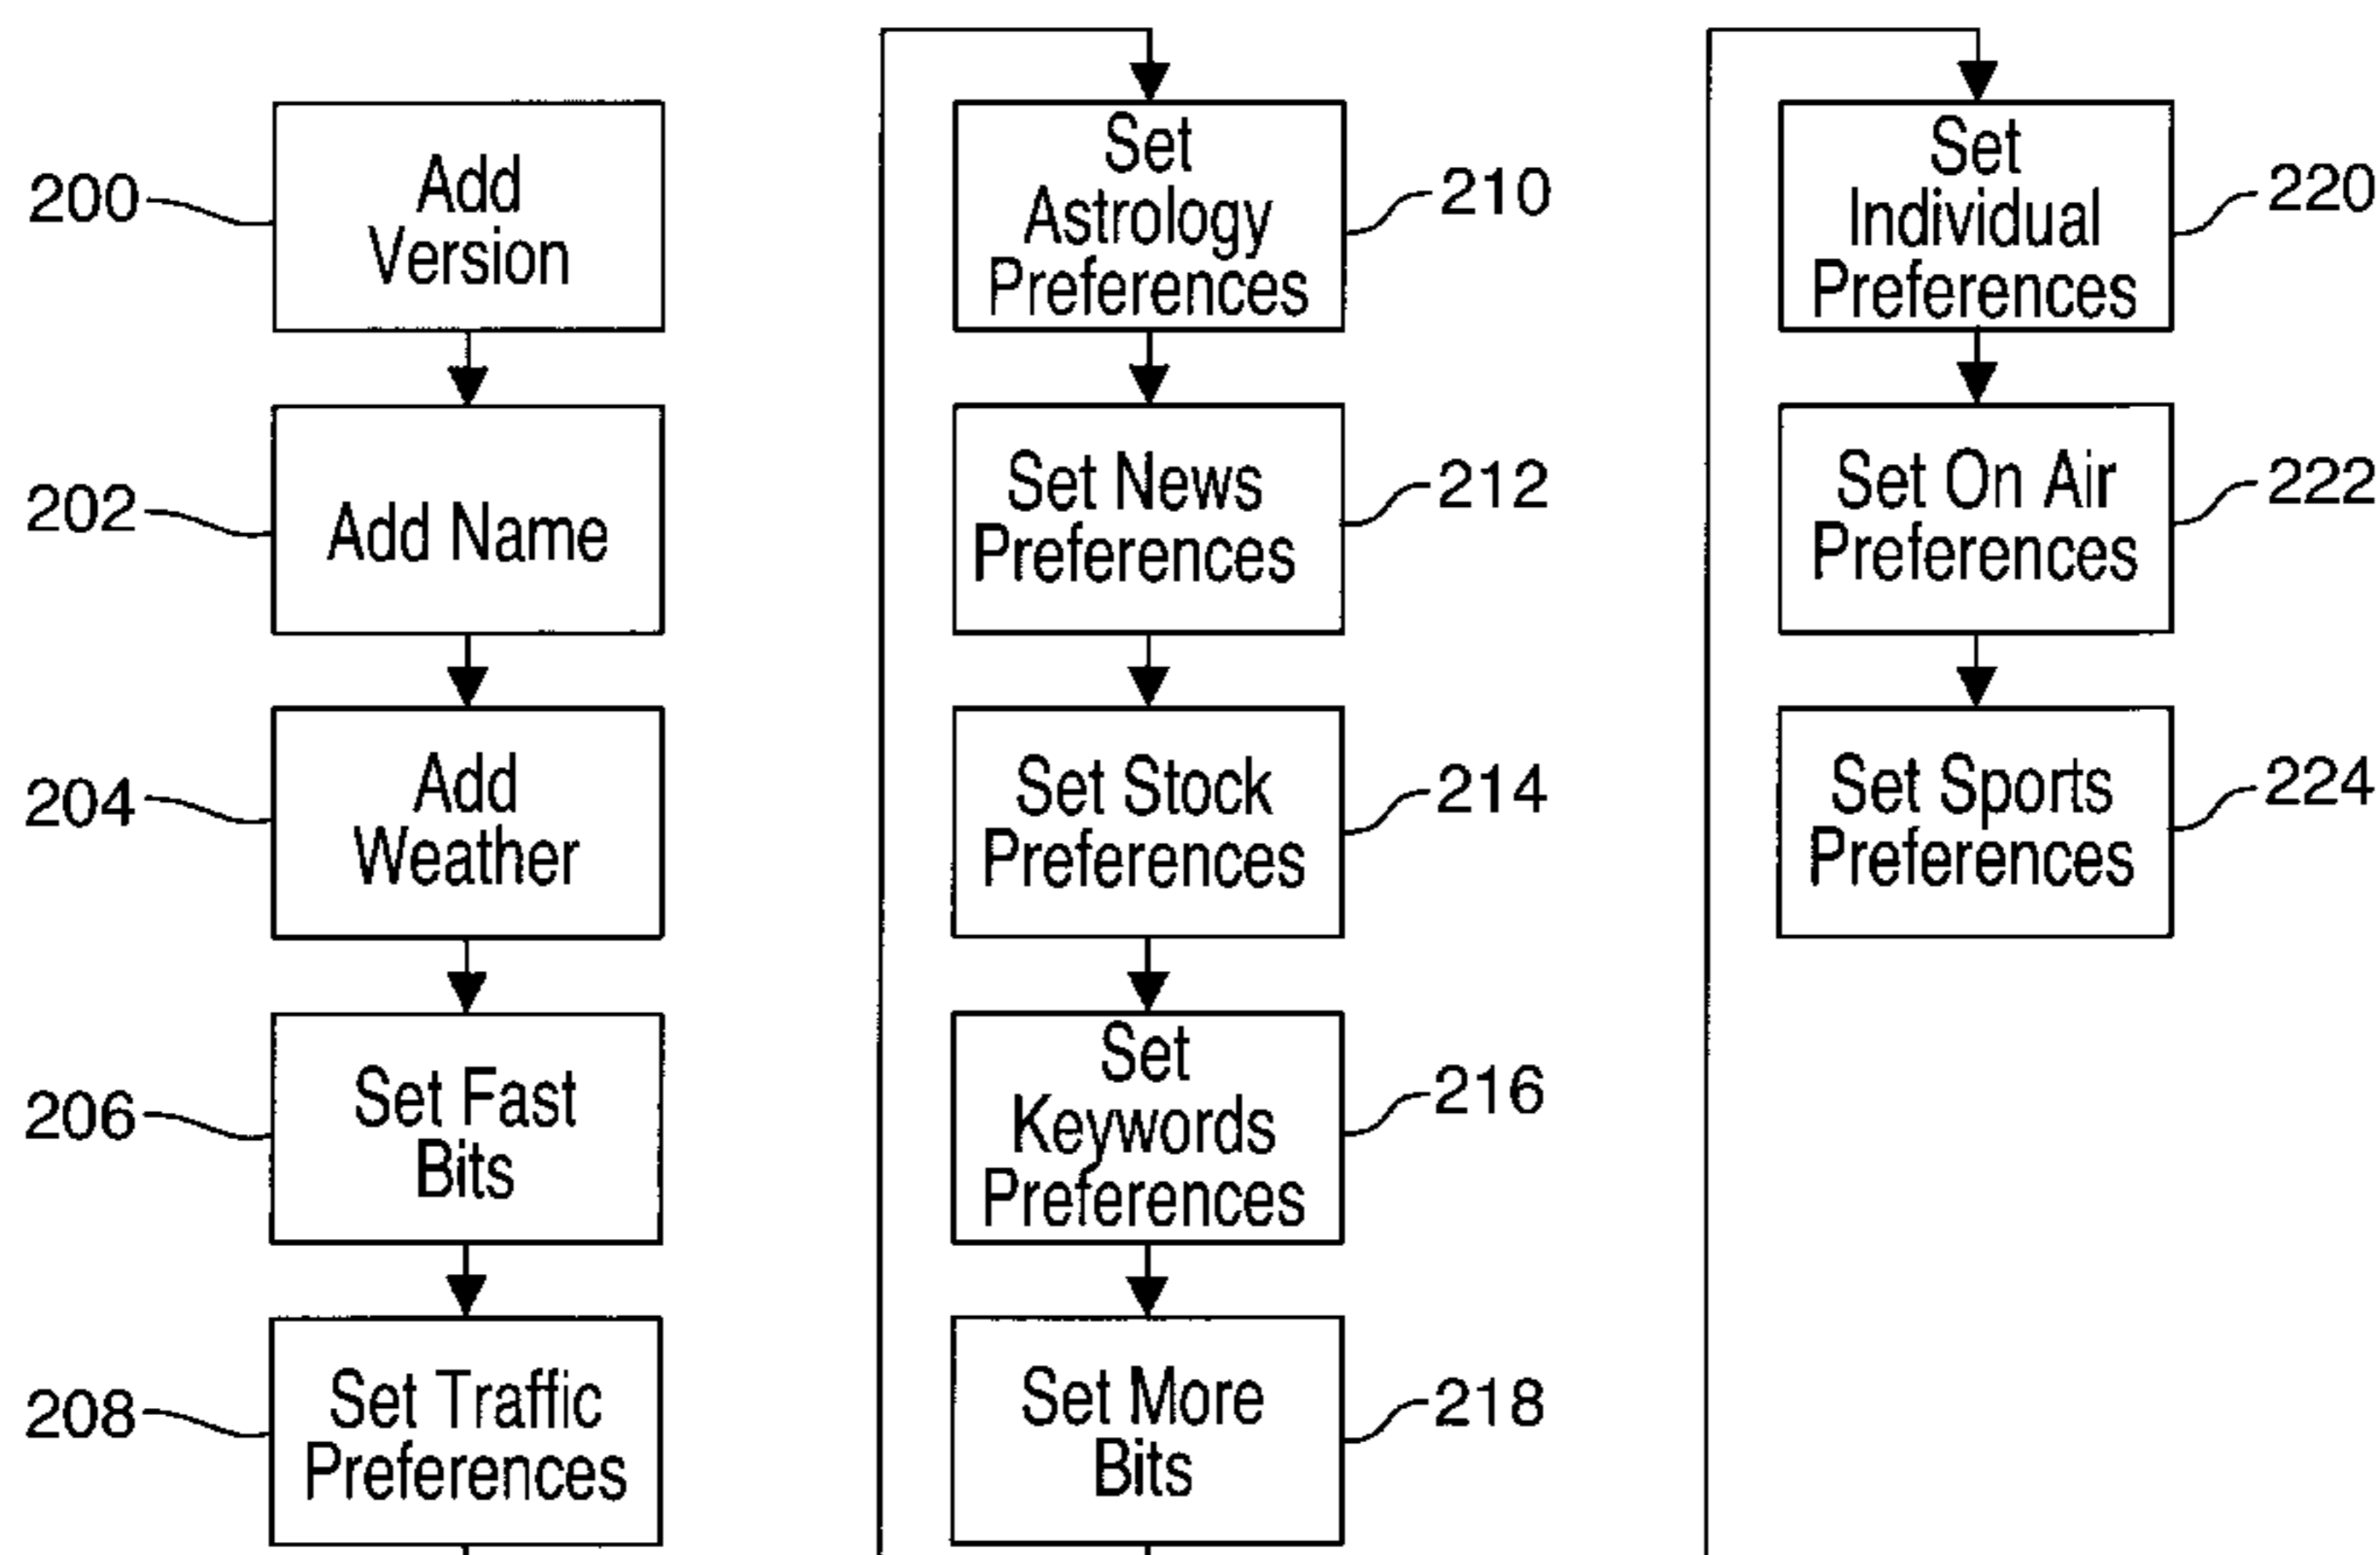 200
Add
Version
202
Add Name
204
Add
Weather
206
Set Fast
Bits
208
Set Traffic
Preferences
Set
Astrology
Preferences
210
Set News
Preferences
212
Set Stock
Preferences
214
Set
Keywords
Preferences
216
Set More
Bits
218
Set
Individual
Preferences
220
Set On Air
Preferences
222
Set Sports
Preferences
224